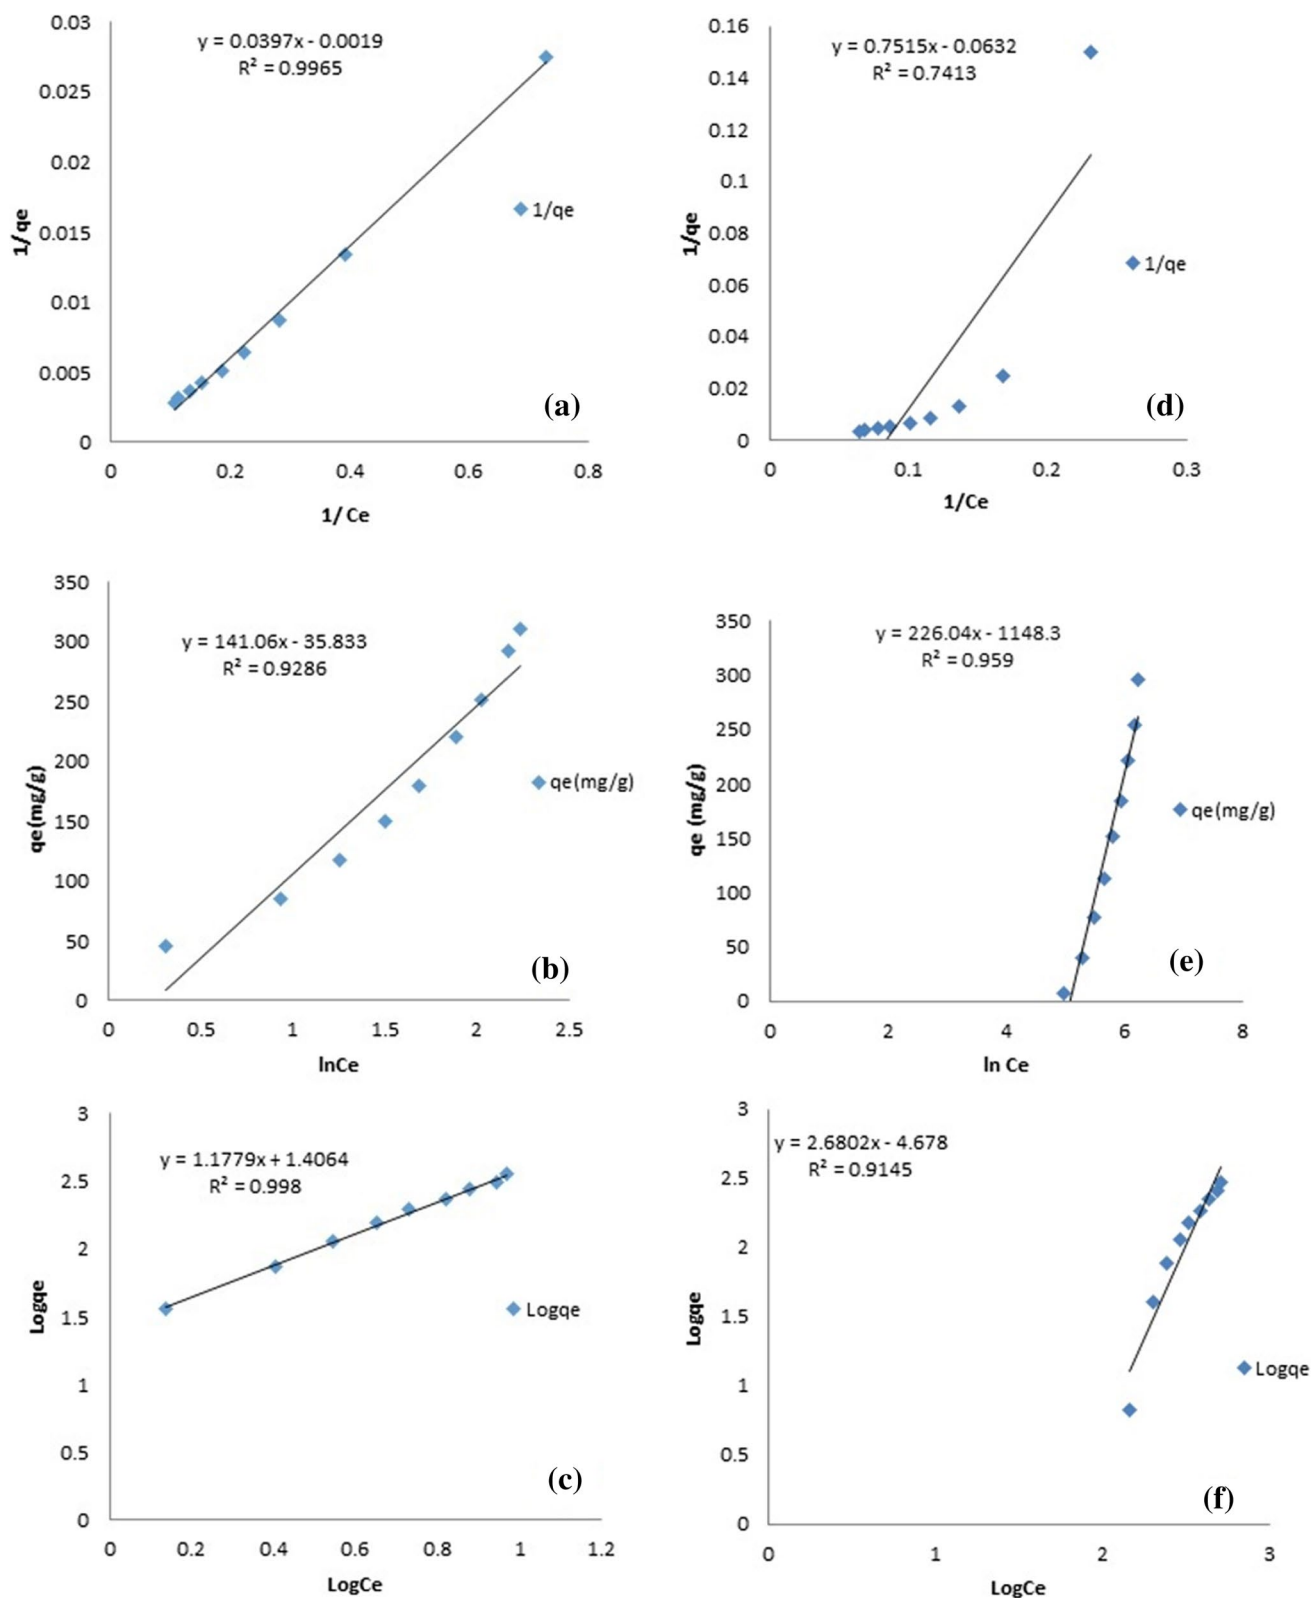 y = 0.0397x - 0.0019
R² = 0.9965
0.03
0.025
0.02
0.015
0.01
0.005
0
1/qe
1/qe
(a)
0 0.2 0.4 0.6 0.8
1/ Ce
y = 0.7515x - 0.0632
R² = 0.7413
0.16
0.14
0.12
0.1
0.08
0.06
0.04
0.02
0
1/qe
1/qe
(d)
0 0.1 0.2 0.3
1/Ce
y = 141.06x - 35.833
R² = 0.9286
350
300
250
200
150
100
50
0
qe(mg/g)
qe(mg/g)
(b)
0 0.5 1 1.5 2 2.5
lnCe
y = 226.04x - 1148.3
R² = 0.959
350
300
250
200
150
100
50
0
qe (mg/g)
qe(mg/g)
(e)
0 2 4 6 8
ln Ce
y = 1.1779x + 1.4064
R² = 0.998
3
2.5
2
1.5
1
0.5
0
Logqe
Logqe
(c)
0 0.2 0.4 0.6 0.8 1 1.2
LogCe
y = 2.6802x - 4.678
R² = 0.9145
3
2.5
2
1.5
1
0.5
0
Logqe
Logqe
(f)
0 1 2 3
LogCe